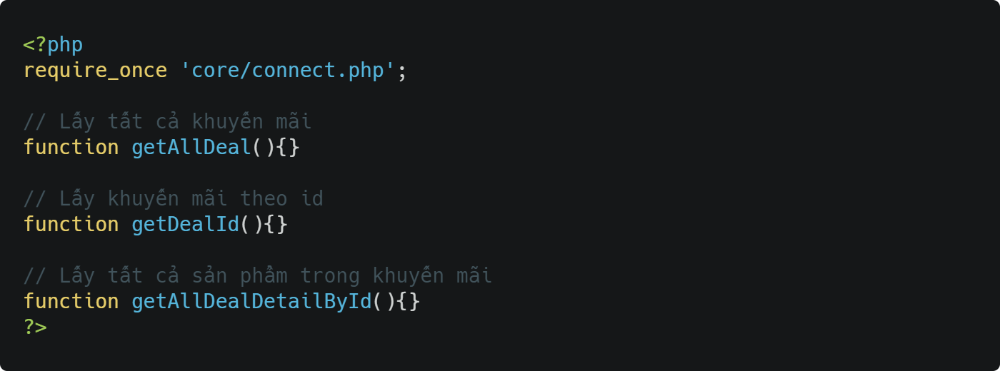 <?php
require_once 'core/connect.php';
// Lấy tất cả khuyến mãi
function getAllDeal(){}
// Lấy khuyến mãi theo id
function getDealId(){}
// Lấy tất cả sản phẩm trong khuyến mãi
function getAllDealDetailById(){}
?>